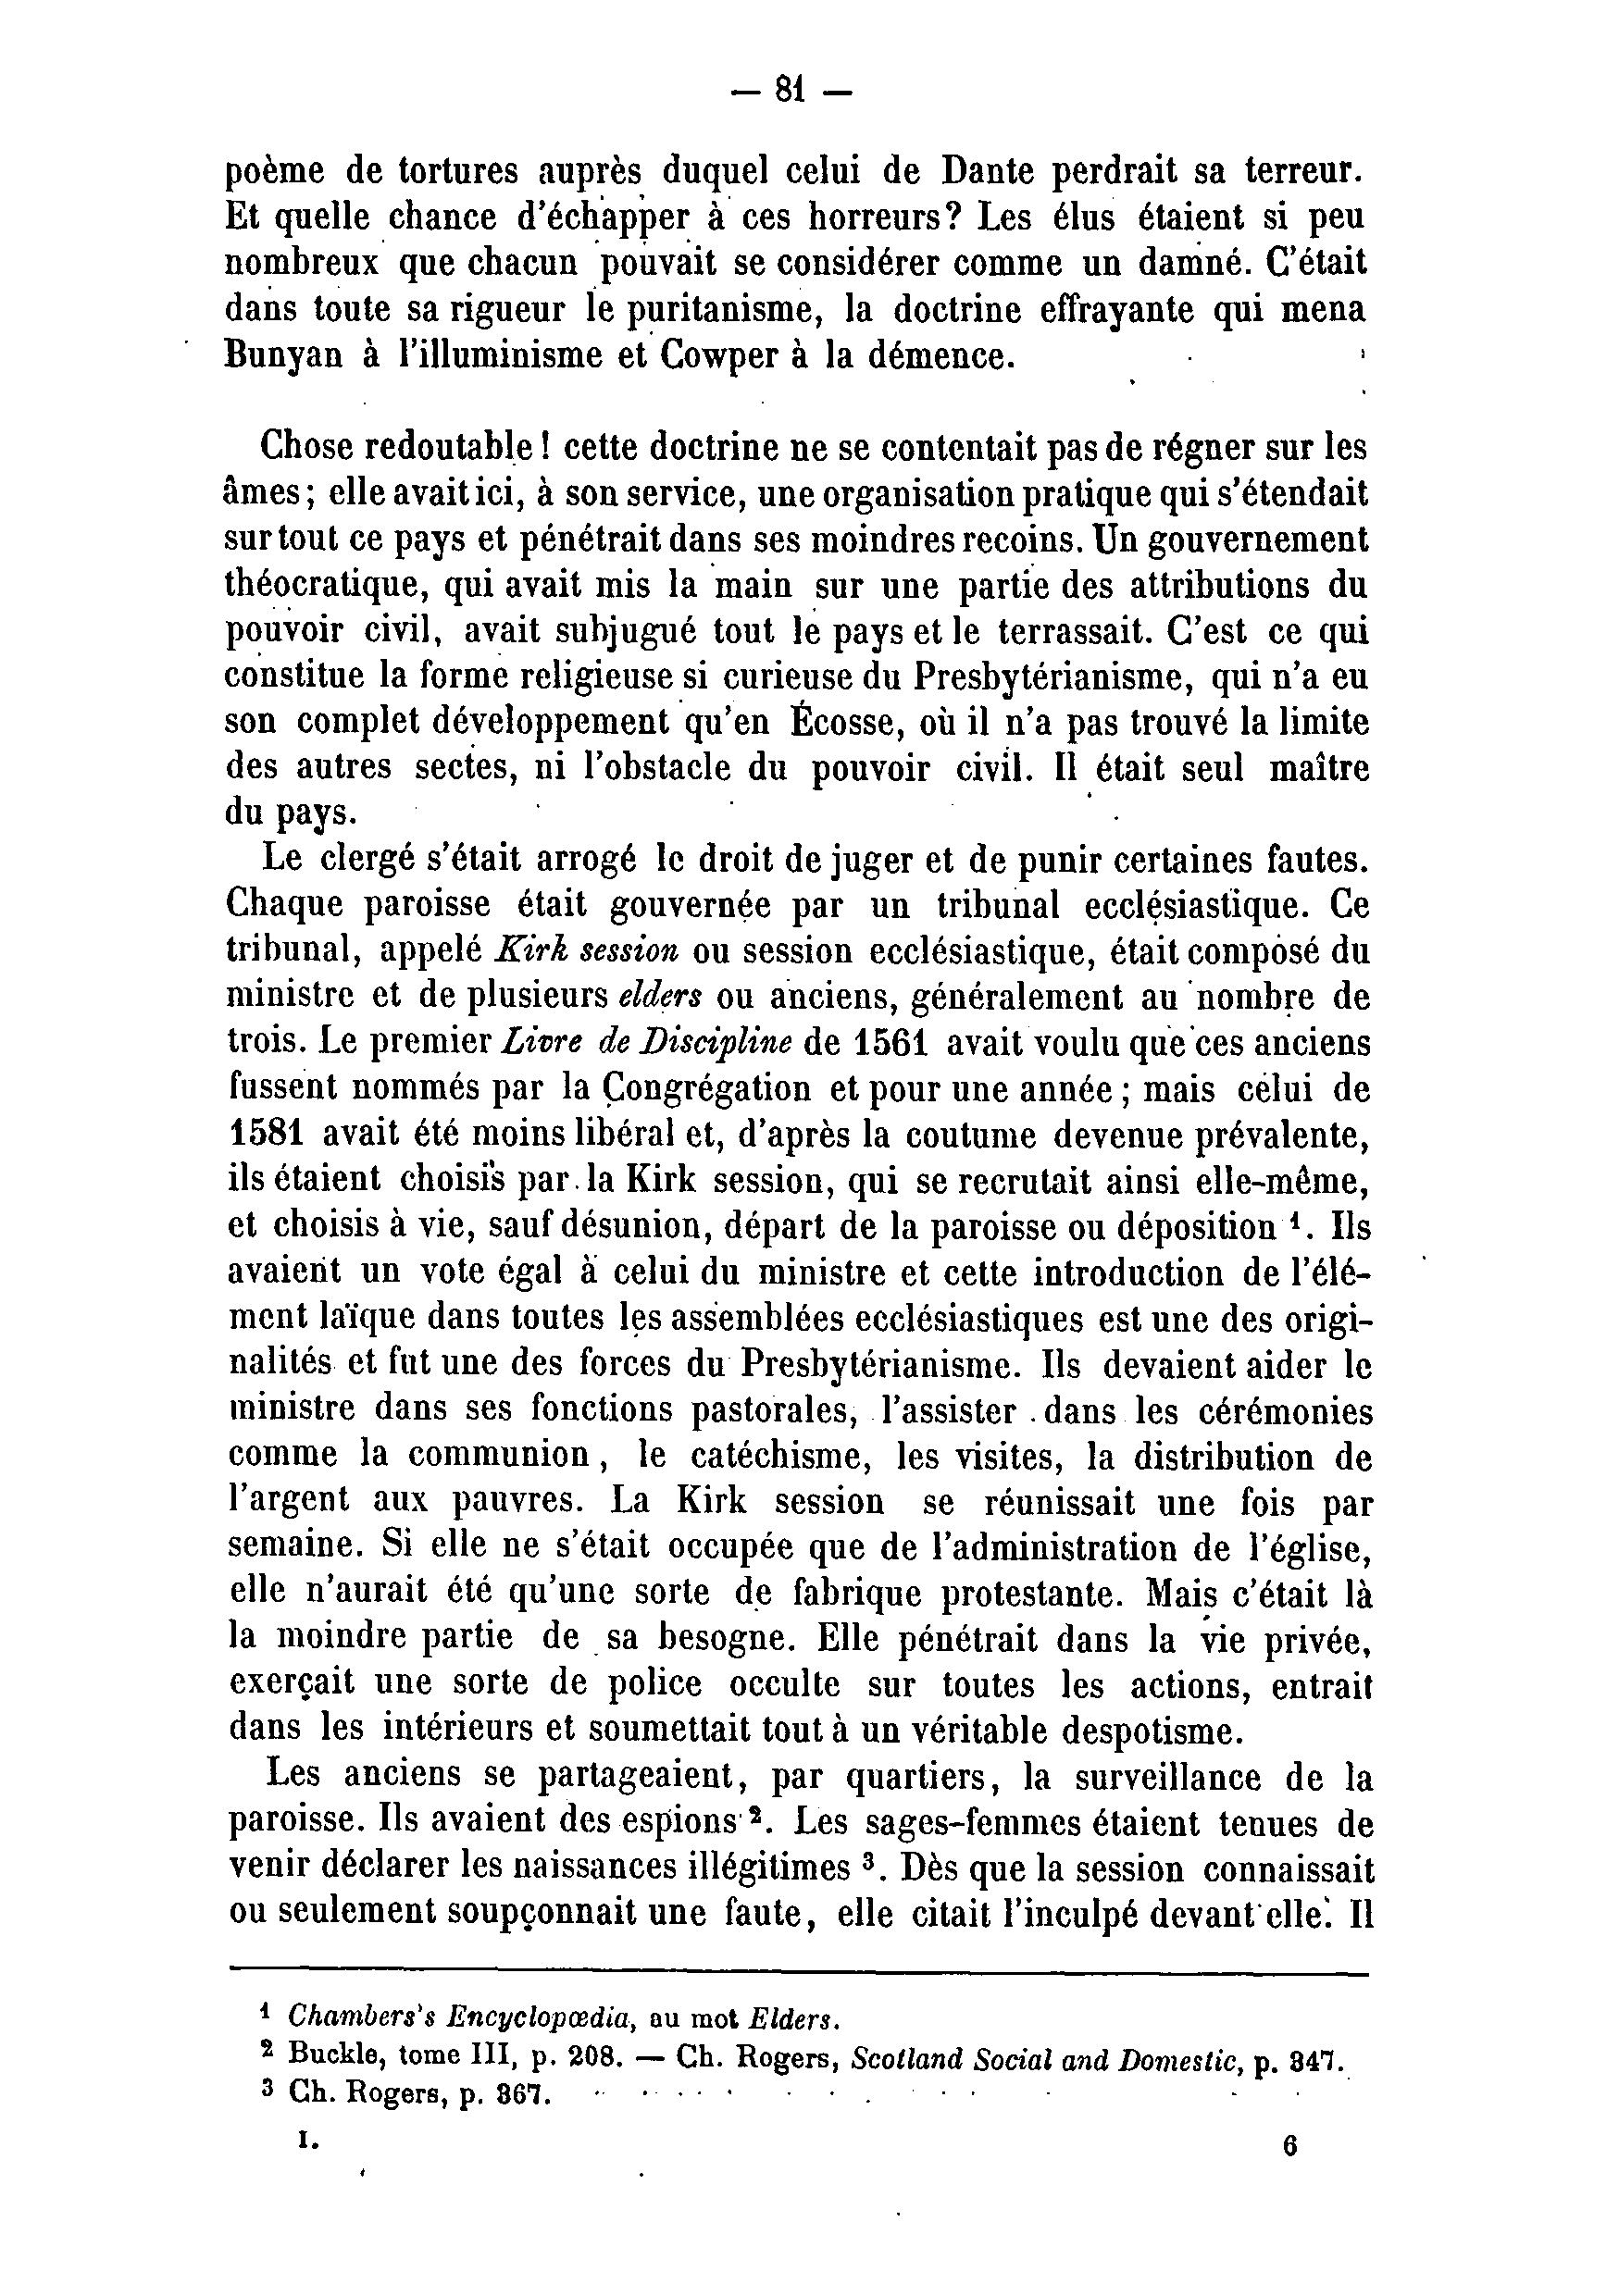 — 81 —
poème de tortures auprès duquel celui de Dante perdrait sa terreur.
Et quelle chance d'échapper à ces horreurs? Les élus étaient si peu
nombreux que chacun pouvait se considérer comme un damné. C'était
dans toute sa rigueur le puritanisme, la doctrine effrayante qui mena
Bunyan à l'illuminisme et Cowper à la démence.
Chose redoutable ! cette doctrine ne se contentait pas de régner sur les
âmes ; elle avait ici, à son service, une organisation pratique qui s'étendait
sur tout ce pays et pénétrait dans ses moindres recoins. Un gouvernement
théocratique, qui avait mis la main sur une partie des attributions du
pouvoir civil, avait subjugué tout le pays et le terrassait. C'est ce qui
constitue la forme religieuse si curieuse du Presbytérianisme, qui n'a eu
son complet développement qu'en Écosse, où il n'a pas trouvé la limite
des autres sectes, ni l'obstacle du pouvoir civil. Il était seul maître
du pays.
Le clergé s'était arrogé le droit de juger et de punir certaines fautes.
Chaque paroisse était gouvernée par un tribunal ecclésiastique. Ce
tribunal, appelé Kirk session ou session ecclésiastique, était composé du
ministre et de plusieurs elders ou anciens, généralement au nombre de
trois. Le premier Livre de Discipline de 1561 avait voulu que ces anciens
fussent nommés par la Congrégation et pour une année ; mais celui de
1581 avait été moins libéral et, d'après la coutume devenue prévalente,
ils étaient choisis par la Kirk session, qui se recrutait ainsi elle-même,
et choisis à vie, sauf désunion, départ de la paroisse ou déposition ¹. Ils
avaient un vote égal à celui du ministre et cette introduction de l'élé-
ment laïque dans toutes les assemblées ecclésiastiques est une des origi-
nalités et fut une des forces du Presbytérianisme. Ils devaient aider le
ministre dans ses fonctions pastorales, l'assister dans les cérémonies
comme la communion, le catéchisme, les visites, la distribution de
l'argent aux pauvres. La Kirk session se réunissait une fois par
semaine. Si elle ne s'était occupée que de l'administration de l'église,
elle n'aurait été qu'une sorte de fabrique protestante. Mais c'était là
la moindre partie de sa besogne. Elle pénétrait dans la vie privée,
exerçait une sorte de police occulte sur toutes les actions, entrait
dans les intérieurs et soumettait tout à un véritable despotisme.
Les anciens se partageaient, par quartiers, la surveillance de la
paroisse. Ils avaient des espions ². Les sages-femmes étaient tenues de
venir déclarer les naissances illégitimes ³. Dès que la session connaissait
ou seulement soupçonnait une faute, elle citait l'inculpé devant elle. Il
¹ Chambers's Encyclopœdia, au mot Elders.
² Buckle, tome III, p. 208. — Ch. Rogers, Scotland Social and Domestic, p. 347.
³ Ch. Rogers, p. 367.
I. 6